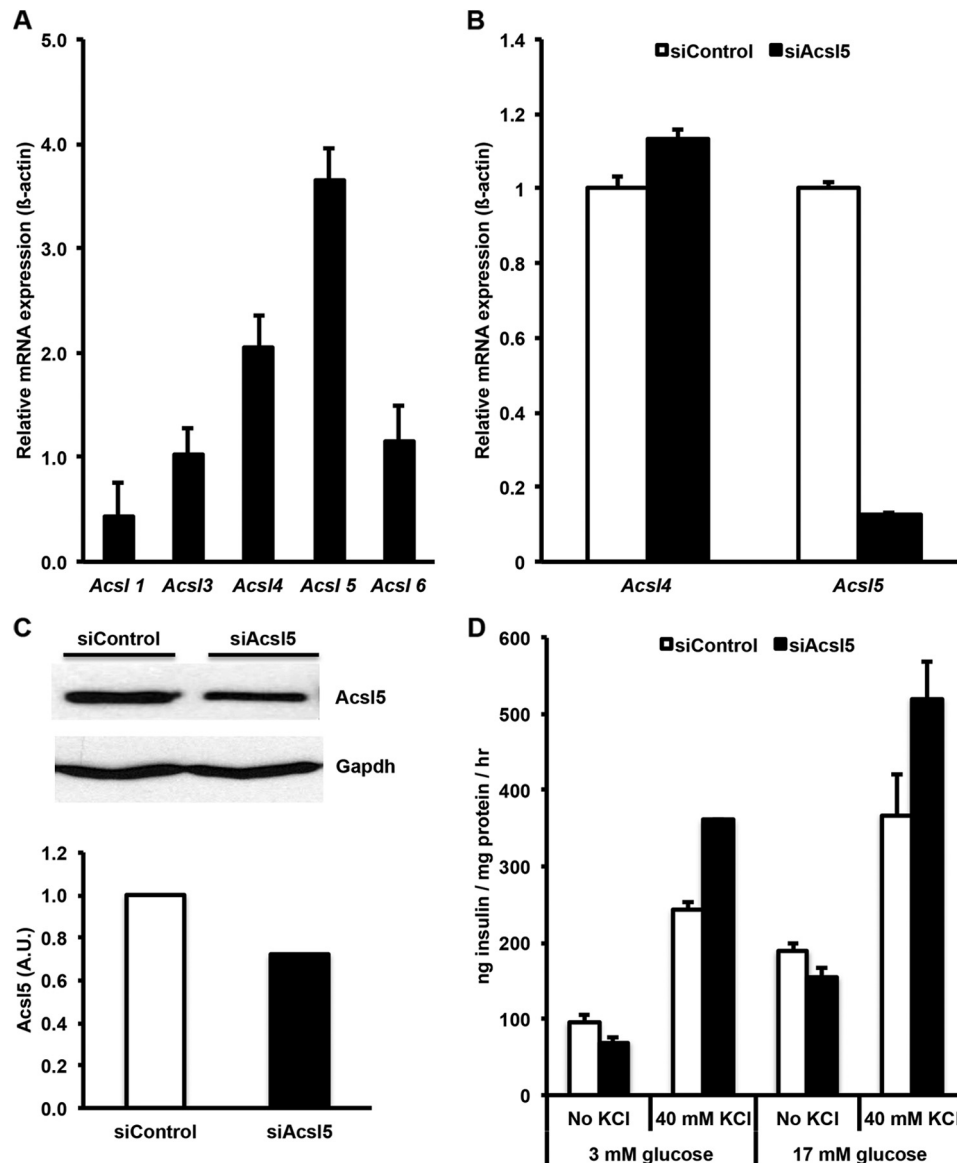 A
5.0
4.0
3.0
2.0
1.0
0.0
Relative mRNA expression (ß-actin)
Acsl 1 Acsl3 Acsl4 Acsl 5 Acsl 6
B
siControl siAcsl5
1.4
1.2
1
0.8
0.6
0.4
0.2
0
Relative mRNA expression (ß-actin)
Acsl4 Acsl5
C
siControl siAcsl5
Acsl5
Gapdh
1.2
1.0
0.8
0.6
0.4
0.2
0.0
Acsl5 (A.U.)
siControl siAcsl5
D
siControl siAcsl5
600
500
400
300
200
100
0
ng insulin / mg protein / hr
No KCl 40 mM KCl No KCl 40 mM KCl
3 mM glucose 17 mM glucose